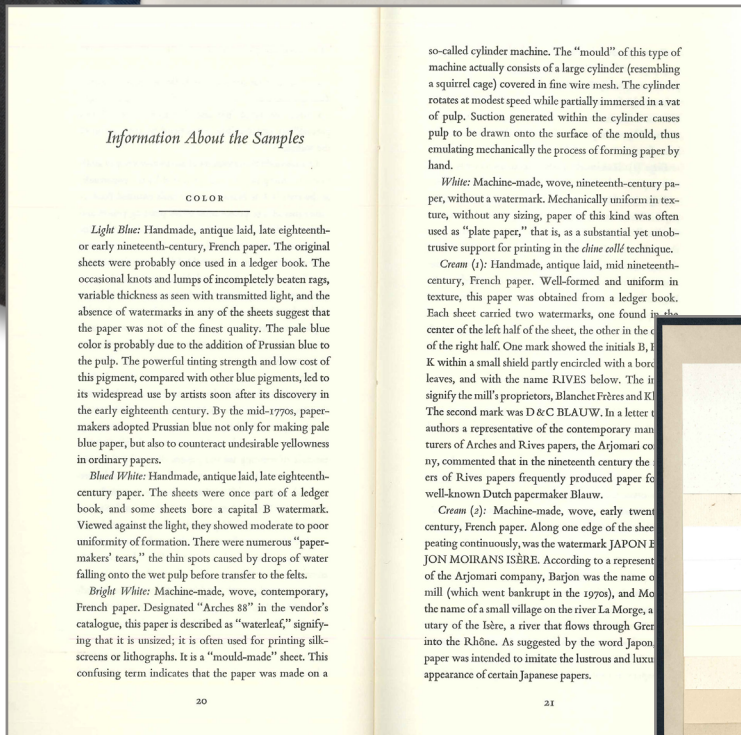 Information About the Samples
COLOR
Light Blue: Handmade, antique laid, late eighteenth-
or early nineteenth-century, French paper. The original
sheets were probably once used in a ledger book. The
occasional knots and lumps of incompletely beaten rags,
variable thickness as seen with transmitted light, and the
absence of watermarks in any of the sheets suggest that
the paper was not of the finest quality. The pale blue
color is probably due to the addition of Prussian blue to
the pulp. The powerful tinting strength and low cost of
this pigment, compared with other blue pigments, led to
its widespread use by artists soon after its discovery in
the early eighteenth century. By the mid-1770s, paper-
makers adopted Prussian blue not only for making pale
blue paper, but also to counteract undesirable yellowness
in ordinary papers.
Blued White: Handmade, antique laid, late eighteenth-
century paper. The sheets were once part of a ledger
book, and some sheets bore a capital B watermark.
Viewed against the light, they showed moderate to poor
uniformity of formation. There were numerous “paper-
makers’ tears,” the thin spots caused by drops of water
falling onto the wet pulp before transfer to the felts.
Bright White: Machine-made, wove, contemporary,
French paper. Designated “Arches 88” in the vendor’s
catalogue, this paper is described as “waterleaf,” signify-
ing that it is unsized; it is often used for printing silk-
screens or lithographs. It is a “mould-made” sheet. This
confusing term indicates that the paper was made on a
20
so-called cylinder machine. The “mould” of this type of
machine actually consists of a large cylinder (resembling
a squirrel cage) covered in fine wire mesh. The cylinder
rotates at modest speed while partially immersed in a vat
of pulp. Suction generated within the cylinder causes
pulp to be drawn onto the surface of the mould, thus
emulating mechanically the process of forming paper by
hand.
White: Machine-made, wove, nineteenth-century pa-
per, without a watermark. Mechanically uniform in tex-
ture, without any sizing, paper of this kind was often
used as “plate paper,” that is, as a substantial yet unob-
trusive support for printing in the chine collé technique.
Cream (1): Handmade, antique laid, mid nineteenth-
century, French paper. Well-formed and uniform in
texture, this paper was obtained from a ledger book.
Each sheet carried two watermarks, one found in the
center of the left half of the sheet, the other in the
of the right half. One mark showed the initials B,
K within a small shield partly encircled with a
leaves, and with the name RIVES below. The
signify the mill’s proprietors, Blanchet Frères and
The second mark was D & C BLAUW. In a letter
authors a representative of the contemporary
turers of Arches and Rives papers, the Arjomari
ny, commented that in the nineteenth century the
ers of Rives papers frequently produced paper
well-known Dutch papermaker Blauw.
Cream (2): Machine-made, wove, early
century, French paper. Along one edge of the
peating continuously, was the watermark JAPON
JON MOIRANS ISÈRE. According to a
of the Arjomari company, Barjon was the name
mill (which went bankrupt in the 1970s), and
the name of a small village on the river La Morge, a
utary of the Isère, a river that flows through
into the Rhône. As suggested by the word Japon,
paper was intended to imitate the lustrous and
appearance of certain Japanese papers.
21